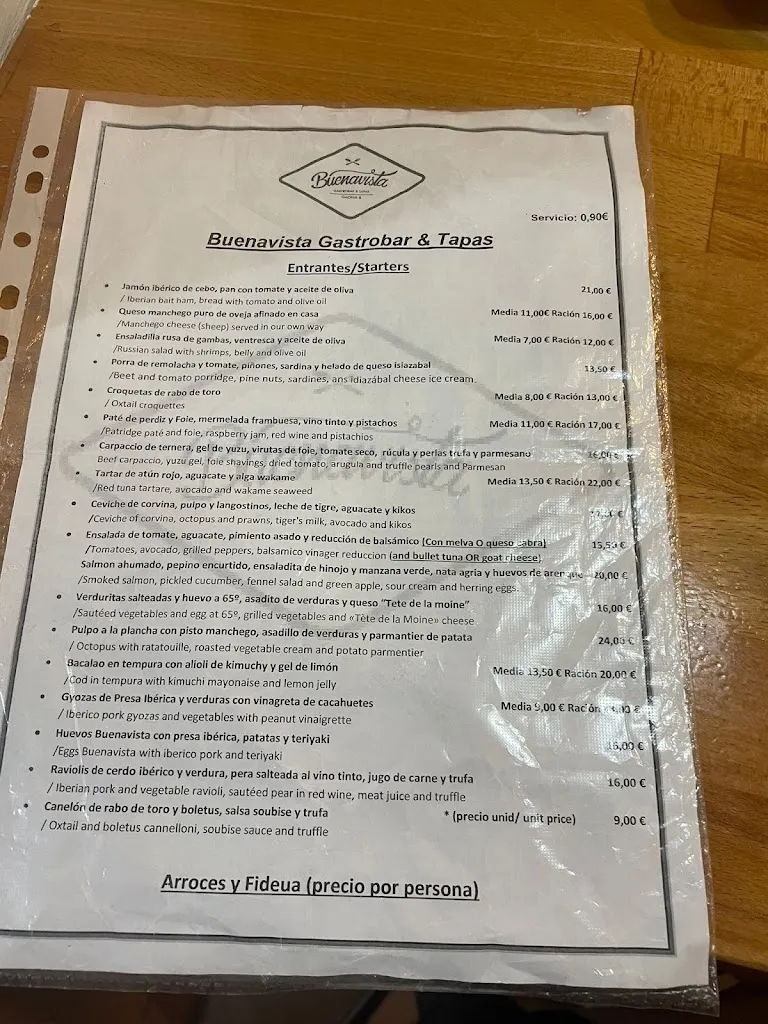 Buenavista
Servicio: 0,90€
Buenavista Gastrobar & Tapas
Entrantes/Starters
• Jamón ibérico de cebo, pan con tomate y aceite de oliva 21,00 €
/ Iberian bait ham, bread with tomato and olive oil
• Queso manchego puro de oveja afinado en casa Media 11,00€ Ración 16,00 €
/Manchego cheese (sheep) served in our own way
• Ensaladilla rusa de gambas, ventresca y aceite de oliva Media 7,00 € Ración 12,00 €
/Russian salad with shrimps, belly and olive oil
• Porra de remolacha y tomate, piñones, sardina y helado de queso islazabal 13,50 €
/Beet and tomato porridge, pine nuts, sardines, ans idiazábal cheese ice cream.
• Croquetas de rabo de toro Media 8,00 € Ración 13,00 €
/ Oxtail croquettes
• Paté de perdiz y Foie, mermelada frambuesa, vino tinto y pistachos Media 11,00 € Ración 17,00 €
/Patridge paté and foie, raspberry jam, red wine and pistachios
• Carpaccio de ternera, gel de yuzu, virutas de foie, tomate seco, rúcula y perlas trufa y parmesano
Beef carpaccio, yuzu gel, foie shavings, dried tomato, arugula and truffle pearls and Parmesan
• Tartar de atún rojo, aguacate y alga wakame Media 13,50 € Ración 22,00 €
/Red tuna tartare, avocado and wakame seaweed
• Ceviche de corvina, pulpo y langostinos, leche de tigre, aguacate y kikos
/Ceviche of corvina, octopus and prawns, tiger's milk, avocado and kikos
• Ensalada de tomate, aguacate, pimiento asado y reducción de balsámico (Con melva O queso cabra)
/Tomatoes, avocado, grilled peppers, balsamico vinager reduccion (and bullet tuna OR goat cheese)
Salmon ahumado, pepino encurtido, ensaladita de hinojo y manzana verde, nata agria y huevos de arenque 20,00 €
/Smoked salmon, pickled cucumber, fennel salad and green apple, sour cream and herring eggs.
• Verduritas salteadas y huevo a 65º, asadito de verduras y queso "Tete de la moine" 16,00 €
/Sautéed vegetables and egg at 65º, grilled vegetables and «Tète de la Moine» cheese
• Pulpo a la plancha con pisto manchego, asadillo de verduras y parmantier de patata 24,00 €
/ Octopus with ratatouille, roasted vegetable cream and potato parmentier
• Bacalao en tempura con alioli de kimuchy y gel de limón Media 13,50 € Ración 20,00 €
/Cod in tempura with kimuchi mayonaise and lemon jelly
• Gyozas de Presa Ibérica y verduras con vinagreta de cacahuetes Media 9,00 € Ración
/ Iberico pork gyozas and vegetables with peanut vinaigrette
• Huevos Buenavista con presa ibérica, patatas y teriyaki
/Eggs Buenavista with iberico pork and teriyaki
• Raviolis de cerdo ibérico y verdura, pera salteada al vino tinto, jugo de carne y trufa 16,00 €
/ Iberian pork and vegetable ravioli, sautéed pear in red wine, meat juice and truffle
• Canelón de rabo de toro y boletus, salsa soubise y trufa * (precio unid/ unit price) 9,00 €
/ Oxtail and boletus cannelloni, soubise sauce and truffle
Arroces y Fideua (precio por persona)